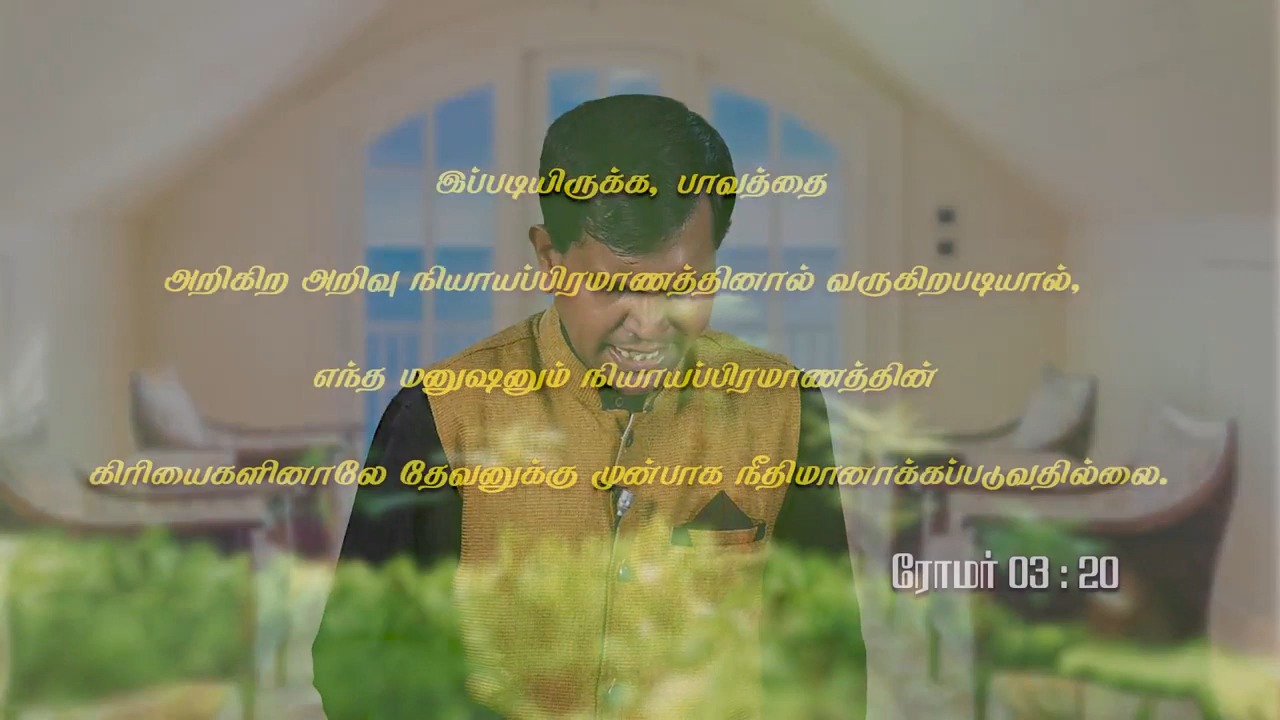 இப்படியிருக்க, பாவத்தை
அறிகிற அறிவு நியாயப்பிரமாணத்தினால் வருகிறபடியால்,
எந்த மனுஷனும் நியாயப்பிரமாணத்தின்
கிரியைகளினாலே தேவனுக்கு முன்பாக நீதிமானாக்கப்படுவதில்லை.
ரோமர் 03 : 20